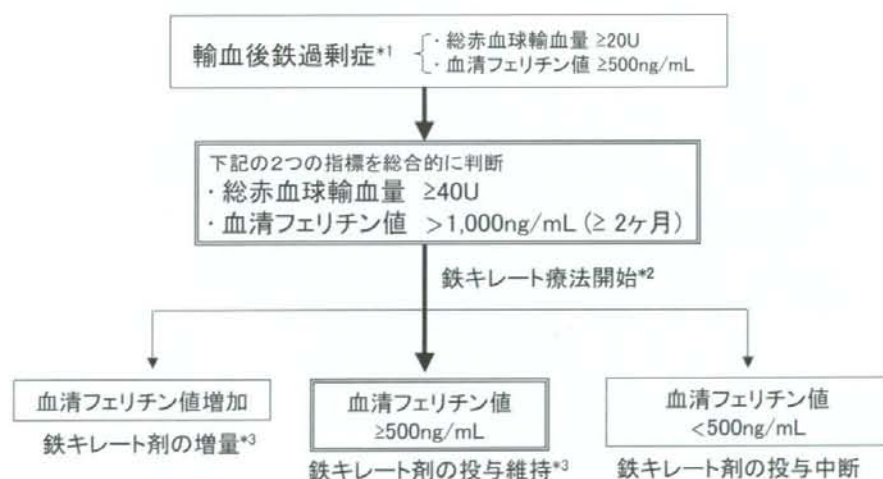 輸血後鉄過剰症*1
・総赤血球輸血量 ≥20U
・血清フェリチン値 ≥500ng/mL
下記の2つの指標を総合的に判断
・総赤血球輸血量 ≥40U
・血清フェリチン値 >1,000ng/mL (≥ 2ヶ月)
鉄キレート療法開始*2
血清フェリチン値増加
鉄キレート剤の増量*3
血清フェリチン値
≥500ng/mL
鉄キレート剤の投与維持*3
血清フェリチン値
<500ng/mL
鉄キレート剤の投与中断